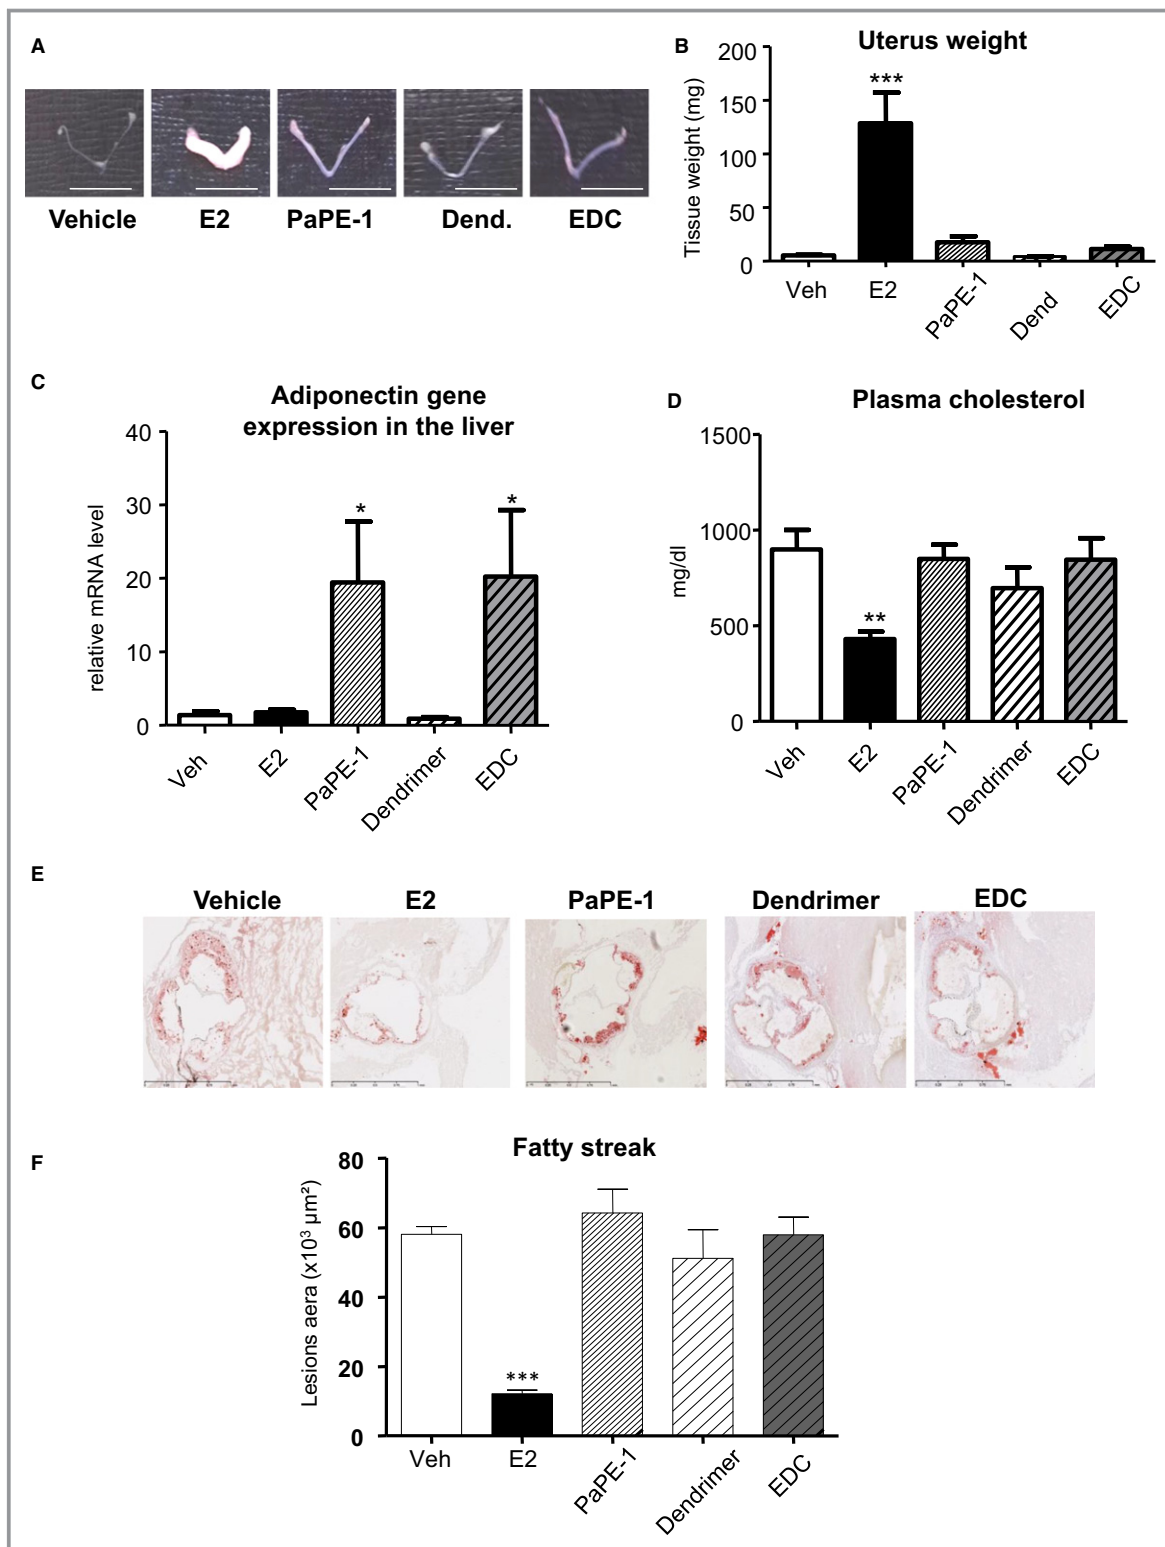 A
Vehicle
E2
PaPE-1
Dend.
EDC
B
Uterus weight
Tissue weight (mg)
200
150
100
50
0
***
Veh
E2
PaPE-1
Dend
EDC
C
Adiponectin gene
expression in the liver
relative mRNA level
40
30
20
10
0
*
*
Veh
E2
PaPE-1
Dendrimer
EDC
D
Plasma cholesterol
mg/dl
1500
1000
500
0
**
Veh
E2
PaPE-1
Dendrimer
EDC
E
Vehicle
E2
PaPE-1
Dendrimer
EDC
F
Fatty streak
Lesions aera (x10³ µm²)
80
60
40
20
0
***
Veh
E2
PaPE-1
Dendrimer
EDC